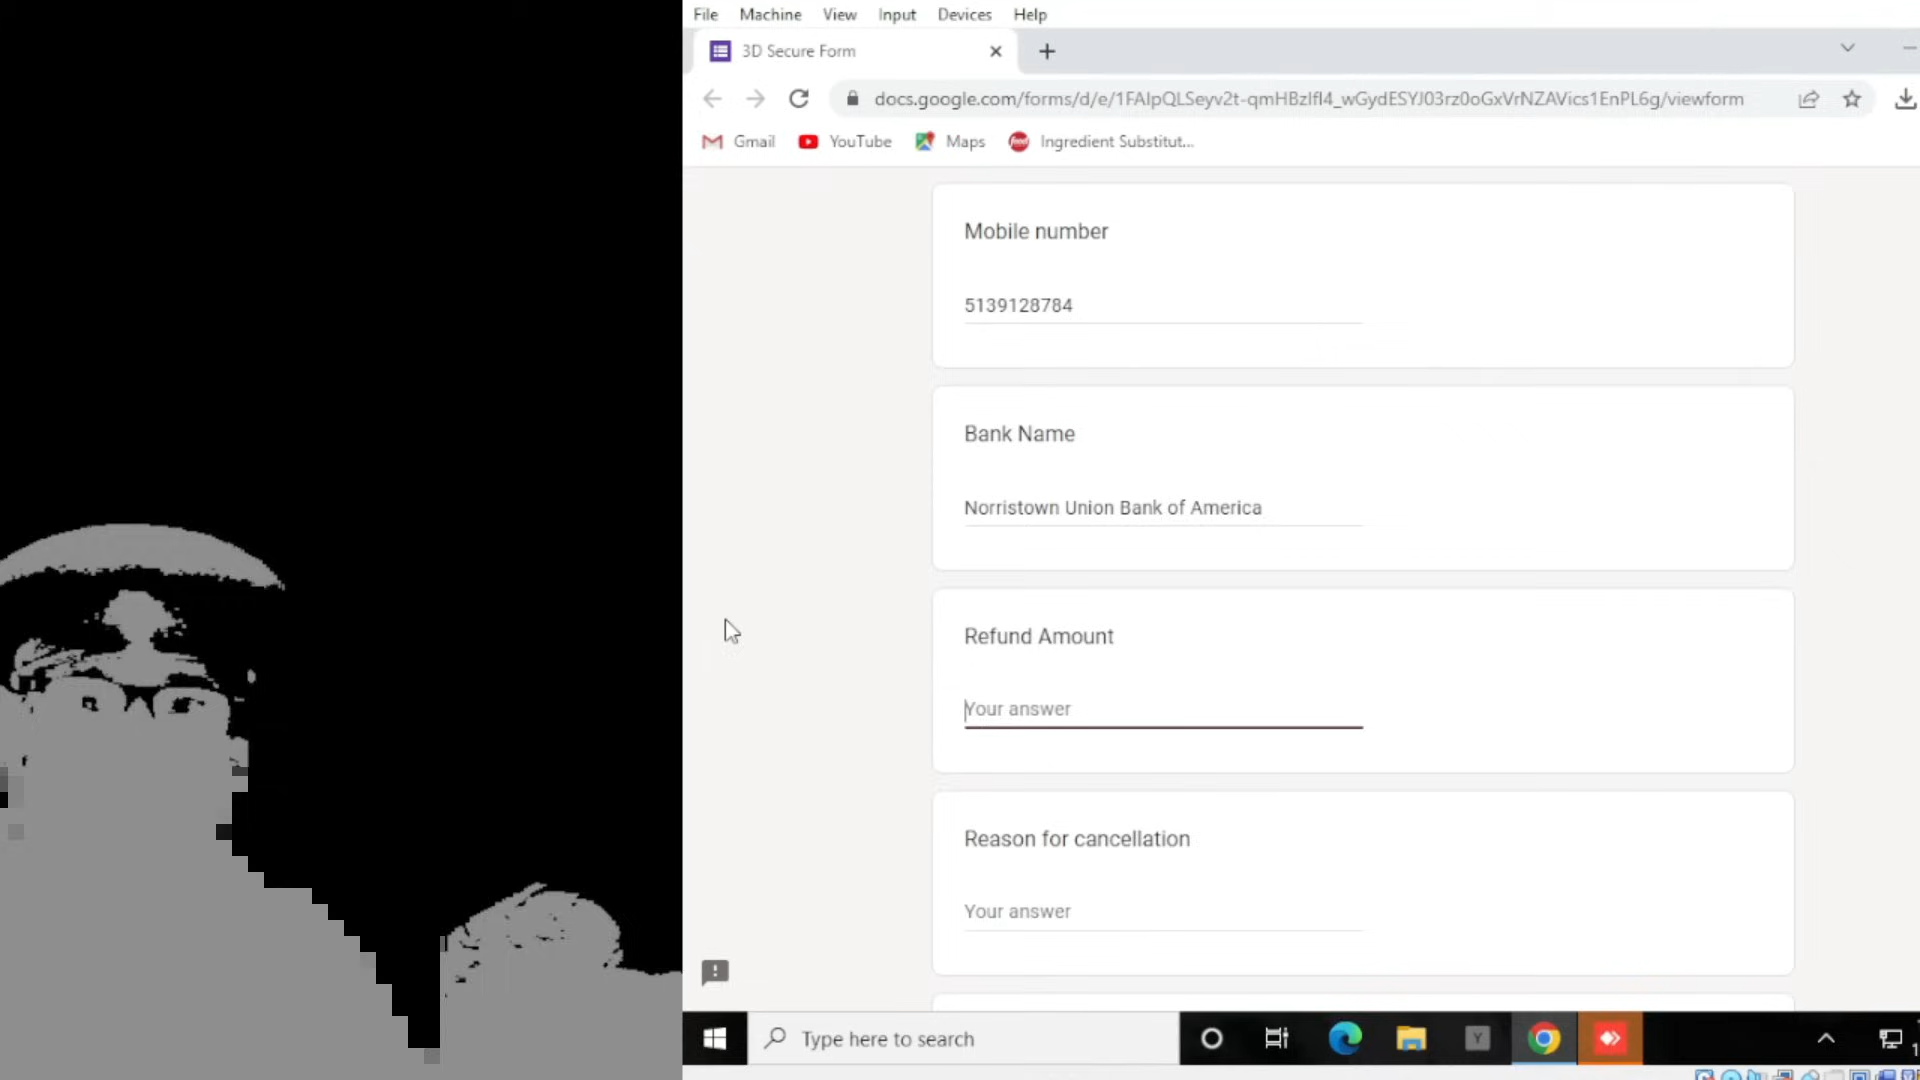 File Machine View Input Devices Help
3D Secure Form
docs.google.com/forms/d/e/1FAIpQLSeyv2t-qmHBzIfI4_wGydESYJ03rz0oGxVrNZAVics1EnPL6g/viewform
Gmail YouTube Maps Ingredient Substitut...
Mobile number
5139128784
Bank Name
Norristown Union Bank of America
Refund Amount
Your answer
Reason for cancellation
Your answer
Type here to search